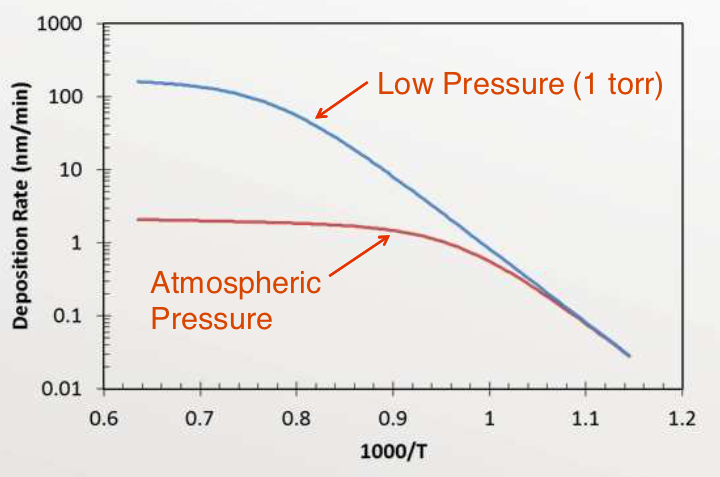 1000
100
10
1
0.1
0.01
Deposition Rate (nm/min)
Low Pressure (1 torr)
Atmospheric
Pressure
0.6 0.7 0.8 0.9 1 1.1 1.2
1000/T